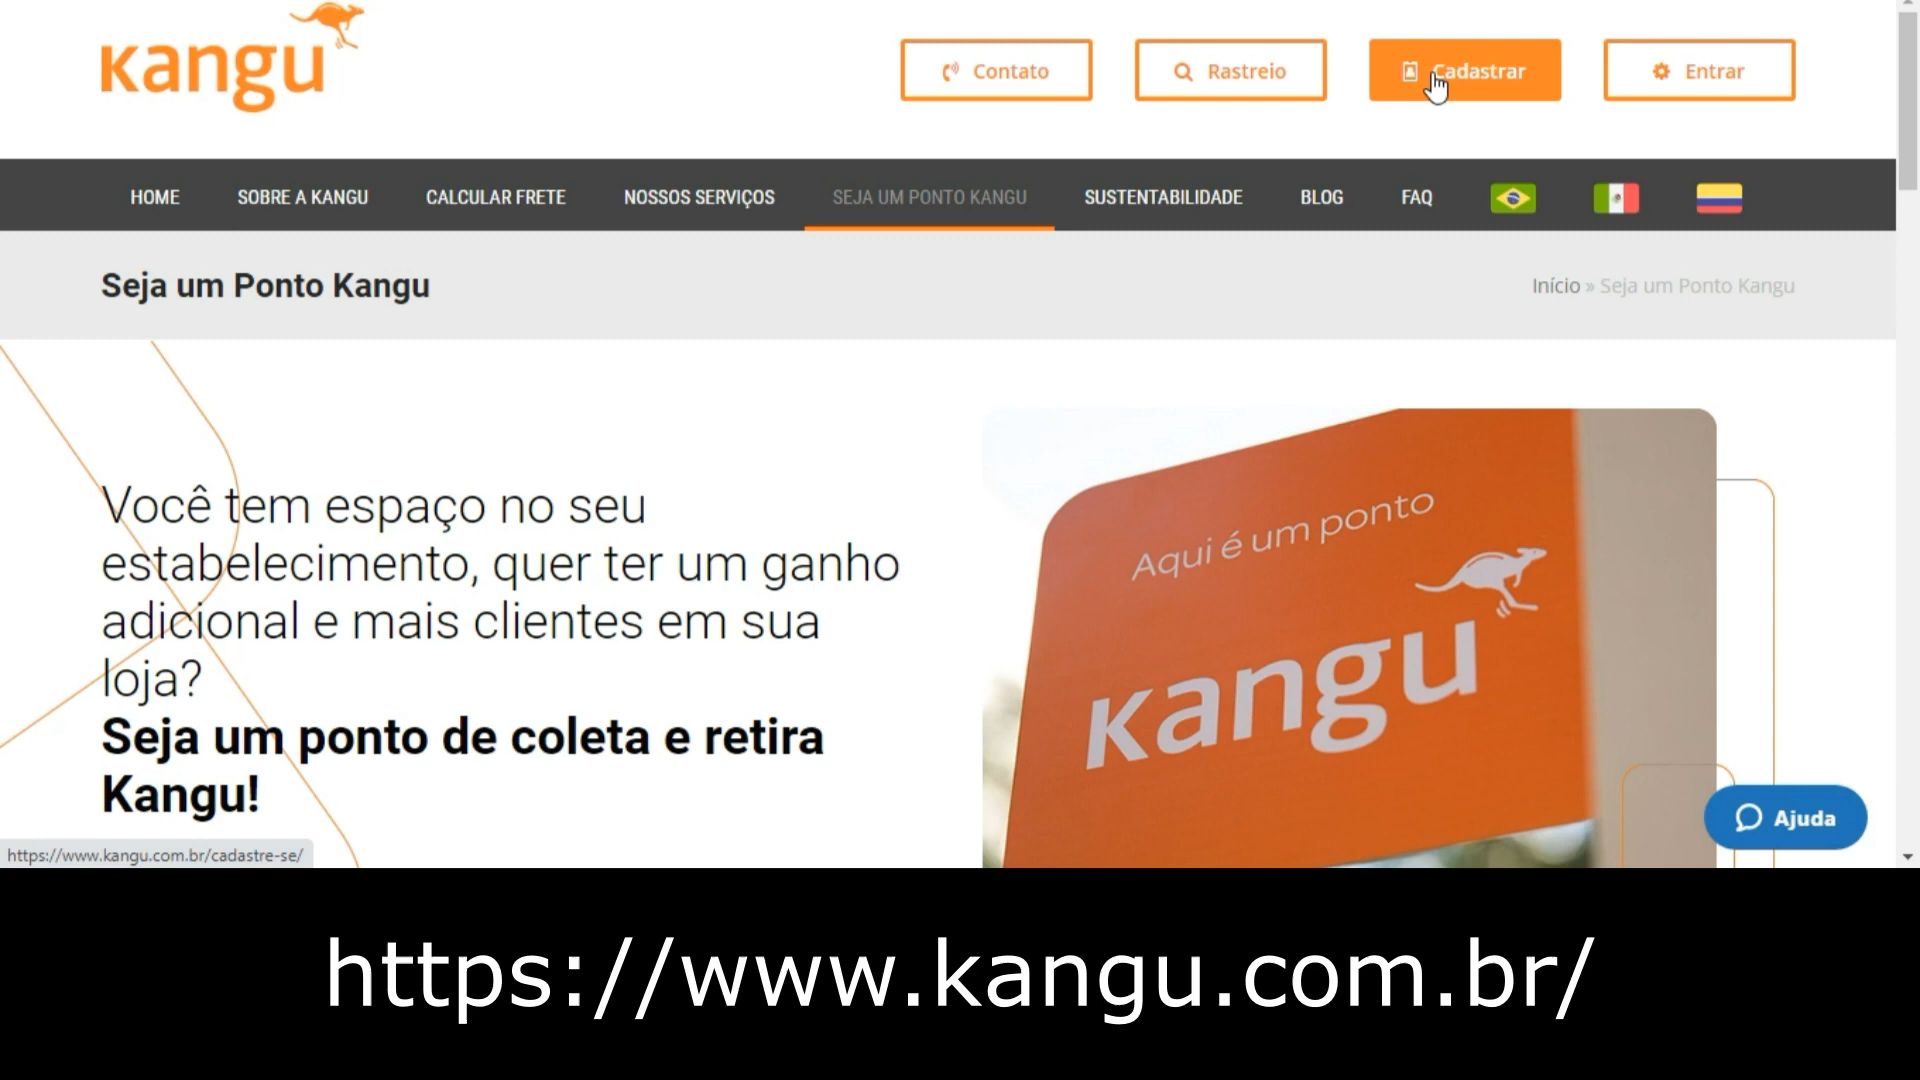 kangu
Contato
Rastreio
Cadastrar
Entrar
HOME
SOBRE A KANGU
CALCULAR FRETE
NOSSOS SERVIÇOS
SEJA UM PONTO KANGU
SUSTENTABILIDADE
BLOG
FAQ
Seja um Ponto Kangu
Início » Seja um Ponto Kangu
Você tem espaço no seu
estabelecimento, quer ter um ganho
adicional e mais clientes em sua
loja?
Seja um ponto de coleta e retira
Kangu!
Aqui é um ponto
kangu
Ajuda
https://www.kangu.com.br/cadastre-se/
https://www.kangu.com.br/